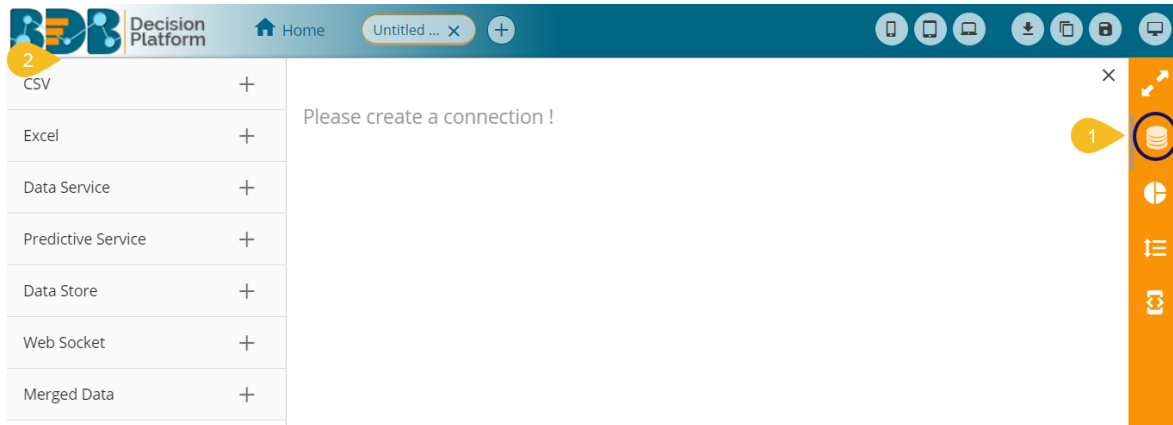 BDB Decision
Platform
Home
Untitled ... ×
+
2
CSV +
×
Please create a connection !
1
Excel +
Data Service +
Predictive Service +
Data Store +
Web Socket +
Merged Data +